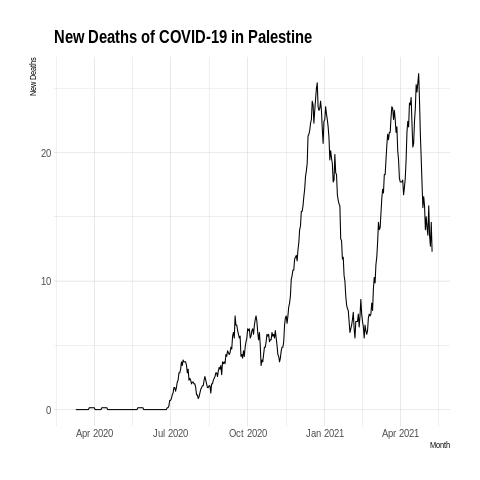 New Deaths of COVID-19 in Palestine
New Deaths
20
10
0
Apr 2020 Jul 2020 Oct 2020 Jan 2021 Apr 2021
Month